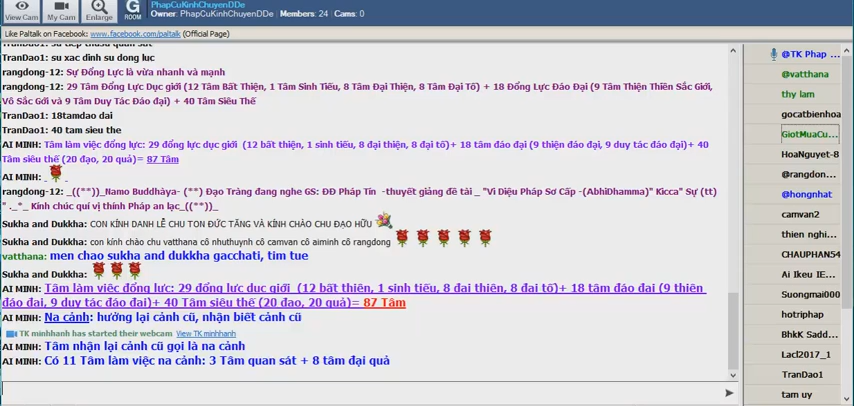 View Cam
My Cam
Enlarge
G
ROOM
PhapCuKinhChuyenDDe
Owner: PhapCuKinhChuyenDDe | Members: 24 | Cams: 0
Like Paltalk on Facebook: www.facebook.com/paltalk (Official Page)
TranDao1: su tiep thusu quan sat
TranDao1: su xac dinh su dong luc
rangdong-12: Sự Đổng Lực là vừa nhanh và mạnh
rangdong-12: 29 Tâm Đổng Lực Dục giới (12 Tâm Bất Thiện, 1 Tâm Sinh Tiếu, 8 Tâm Đại Thiện, 8 Tâm Đại Tố) + 18 Đổng Lực Đáo Đại (9 Tâm Thiện Thiền Sắc Giới,
Vô Sắc Gới và 9 Tâm Duy Tác Đáo đại) + 40 Tâm Siêu Thế
TranDao1: 18tamdao dai
TranDao1: 40 tam sieu the
AI MINH: Tâm làm việc đổng lực: 29 đổng lực dục giới (12 bất thiện, 1 sinh tiếu, 8 đại thiện, 8 đại tố)+ 18 tâm đáo đại (9 thiện đáo đại, 9 duy tác đáo đại)+ 40
Tâm siêu thế (20 đạo, 20 quả)= 87 Tâm
AI MINH: _
rangdong-12: _((**))_Namo Buddhàya- (**) Đạo Tràng đang nghe GS: ĐĐ Pháp Tín -thuyết giảng đề tài _ "Vi Diệu Pháp Sơ Cấp -(AbhiDhamma)" Kicca" Sự (tt)
" ._*_ Kính chúc quí vị thính Pháp an lạc_((**))_
Sukha and Dukkha: CON KÍNH DANH LỄ CHU TON ĐỨC TĂNG VÀ KÍNH CHÀO CHU ĐẠO HỮU
Sukha and Dukkha: con kính chào chu vatthana cô nhuthuynh cô camvan cô aiminh cô rangdong
vatthana: men chao sukha and dukkha gacchati, tim tue
Sukha and Dukkha:
AI MINH: Tâm làm việc đổng lực: 29 đổng lực dục giới (12 bất thiện, 1 sinh tiếu, 8 đại thiện, 8 đại tố)+ 18 tâm đáo đại (9 thiện
đáo đại, 9 duy tác đáo đại)+ 40 Tâm siêu thế (20 đạo, 20 quả)= 87 Tâm
AI MINH: Na cảnh: hưởng lại cảnh cũ, nhận biết cảnh cũ
TK minhhanh has started their webcam View TK minhhanh
AI MINH: Tâm nhận lại cảnh cũ gọi là na cảnh
AI MINH: Có 11 Tâm làm việc na cảnh: 3 Tâm quan sát + 8 tâm đại quả
@TK Phap ...
@vatthana
thy lam
gocatbienhoa
GiotMuaCu...
HoaNguyet-8
@rangdon...
@hongnhat
camvan2
thien nghi...
CHAUPHAN54
Ai Ikeu IE...
Suongmai000
hotriphap
BhkK Sadd...
Lacl2017_1
TranDao1
tam uy